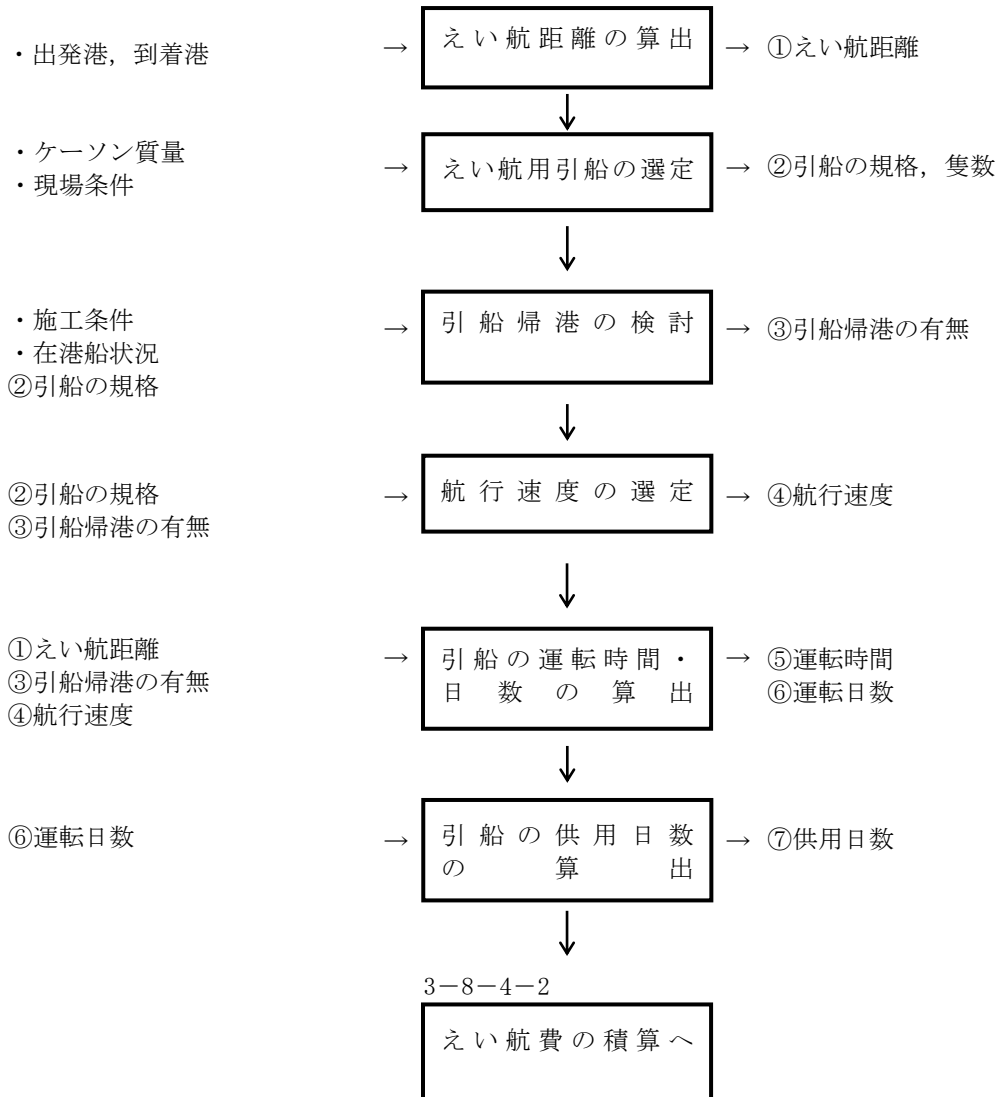 ・出発港，到着港
→
えい航距離の算出
→ ①えい航距離
・ケーソン質量
・現場条件
→
えい航用引船の選定
→ ②引船の規格，隻数
・施工条件
・在港船状況
②引船の規格
→
引船帰港の検討
→ ③引船帰港の有無
②引船の規格
③引船帰港の有無
→
航行速度の選定
→ ④航行速度
①えい航距離
③引船帰港の有無
④航行速度
→
引船の運転時間・
日数の算出
→ ⑤運転時間
⑥運転日数
⑥運転日数
→
引船の供用日数
の算出
→ ⑦供用日数
3－8－4－2
えい航費の積算へ